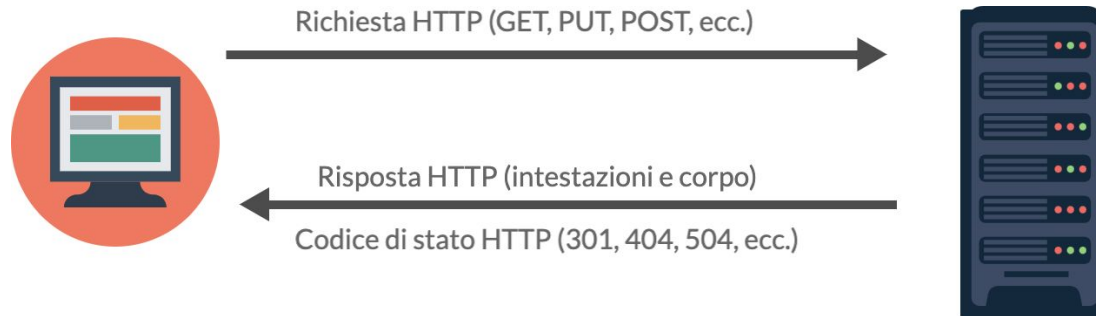 Richiesta HTTP (GET, PUT, POST, ecc.)
Risposta HTTP (intestazioni e corpo)
Codice di stato HTTP (301, 404, 504, ecc.)